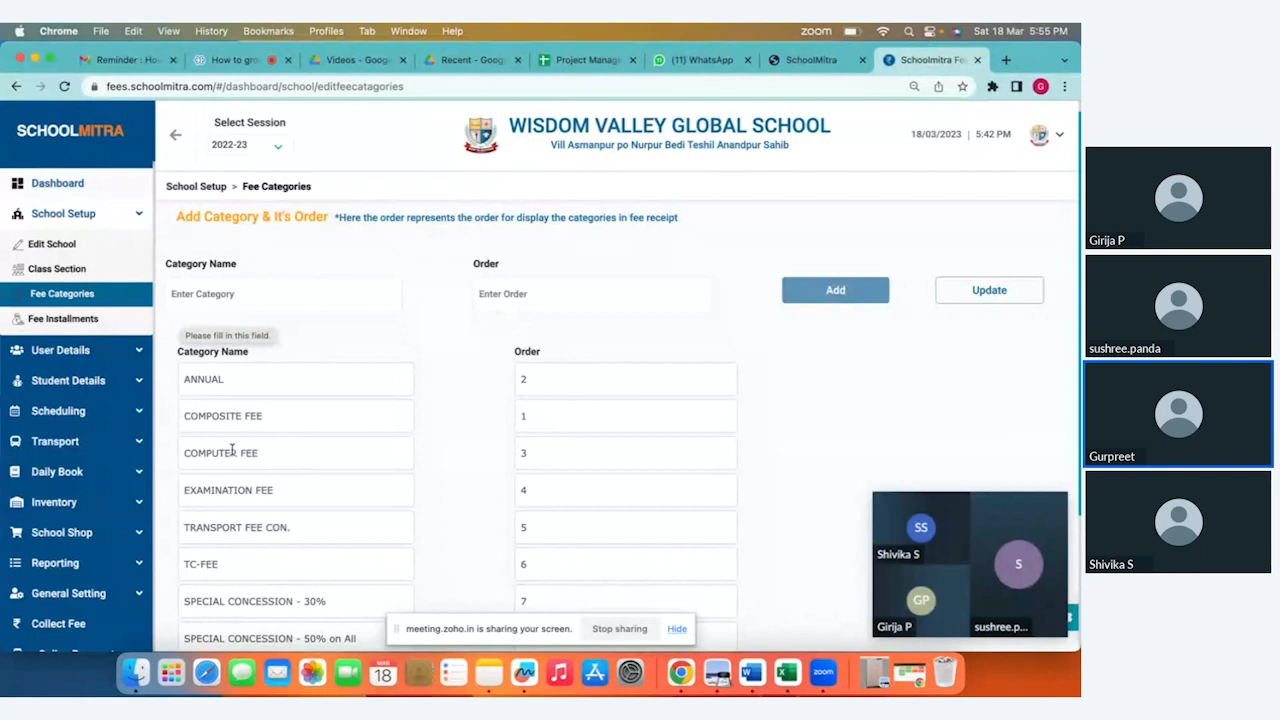 Chrome File Edit View History Bookmarks Profiles Tab Window Help
zoom Sat 18 Mar 5:55 PM
Reminder : Ho
How to gro
Videos - Goog
Recent - Goog
Project Manag
(11) WhatsApp
SchoolMitra
Schoolmitra Fe
fees.schoolmitra.com/#/dashboard/school/editfeecatagories
G
SCHOOLMITRA
Select Session
2022-23
WISDOM VALLEY GLOBAL SCHOOL
Vill Asmanpur po Nurpur Bedi Teshil Anandpur Sahib
18/03/2023 | 5:42 PM
Dashboard
School Setup
Edit School
Class Section
Fee Categories
Fee Installments
User Details
Student Details
Scheduling
Transport
Daily Book
Inventory
School Shop
Reporting
General Setting
₹ Collect Fee
School Setup > Fee Categories
Add Category & It's Order *Here the order represents the order for display the categories in fee receipt
Category Name Order
Enter Category Enter Order Add Update
Please fill in this field.
Category Name Order
ANNUAL 2
COMPOSITE FEE 1
COMPUTER FEE 3
EXAMINATION FEE 4
TRANSPORT FEE CON. 5
TC-FEE 6
SPECIAL CONCESSION - 30% 7
SPECIAL CONCESSION - 50% on All
meeting.zoho.in is sharing your screen. Stop sharing Hide
SS
Shivika S
GP
Girija P
S
sushree.p...
MAR
18
zoom
Girija P
sushree.panda
Gurpreet
Shivika S